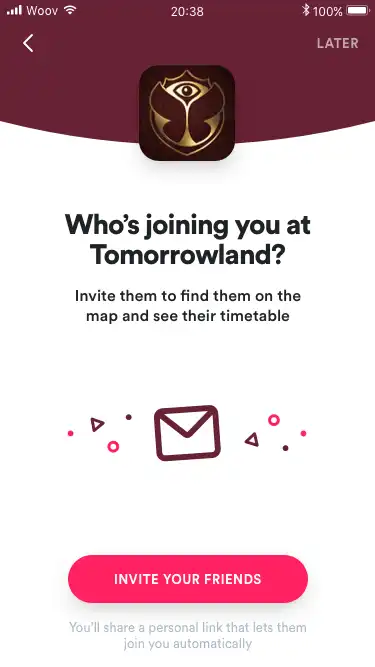 Woov 20:38 100%
LATER
Who's joining you at
Tomorrowland?
Invite them to find them on the
map and see their timetable
INVITE YOUR FRIENDS
You'll share a personal link that lets them
join you automatically